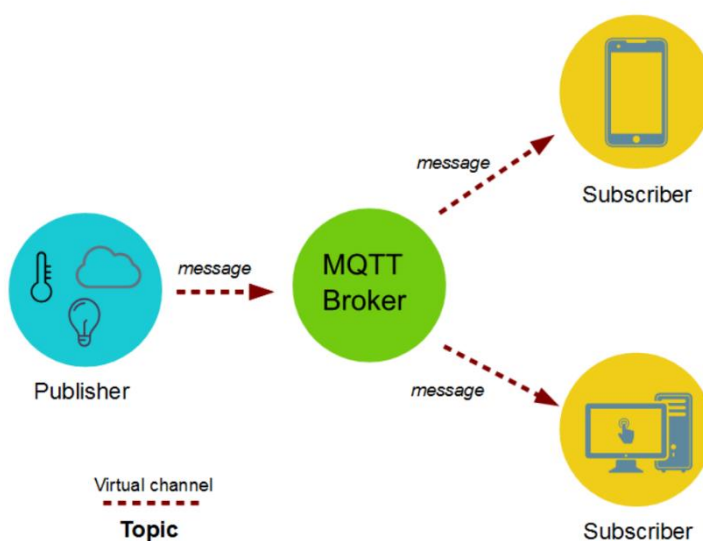 message
Subscriber
message
MQTT
Broker
Publisher
message
Virtual channel
Topic
Subscriber